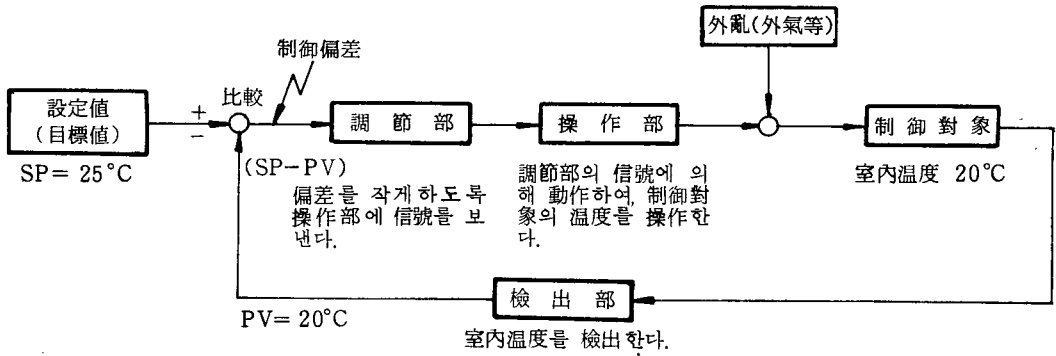 外亂(外氣等)
制御偏差
比較
設定値
(目標値)
+
−
調節部
操作部
制御對象
SP= 25°C
(SP−PV)
偏差를 작게하도록
操作部에 信號를 보
낸다.
調節部의 信號에 의
해 動作하여, 制御對
象의 温度를 操作한
다.
室內温度 20°C
檢出部
PV= 20°C
室內温度를 檢出한다.